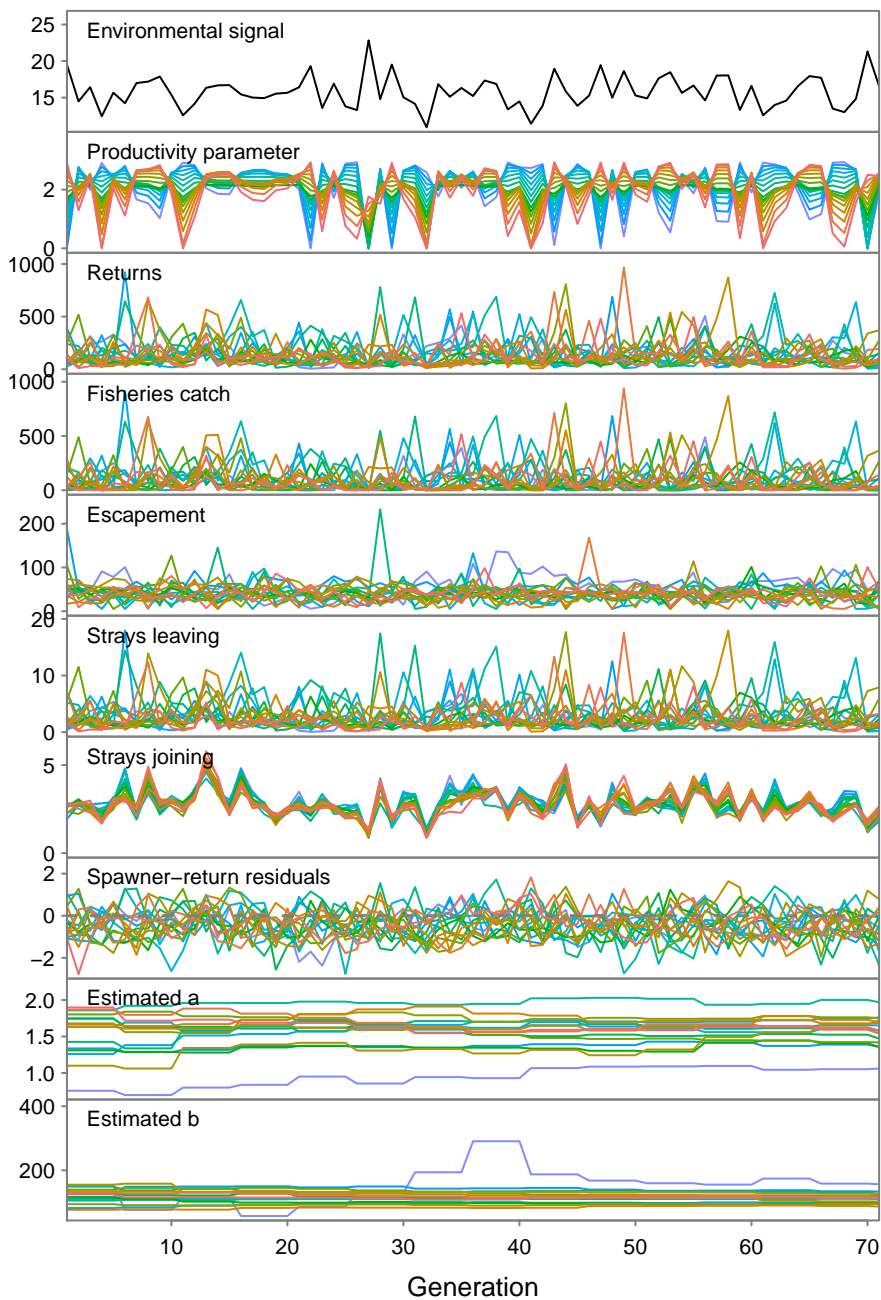 25
Environmental signal
20
15
Productivity parameter
2
0
1000
Returns
500
0
1000
Fisheries catch
500
0
Escapement
200
100
0
20
Strays leaving
10
0
Strays joining
5
0
2
Spawner−return residuals
0
−2
2.0
Estimated a
1.5
1.0
400
Estimated b
200
10 20 30 40 50 60 70
Generation